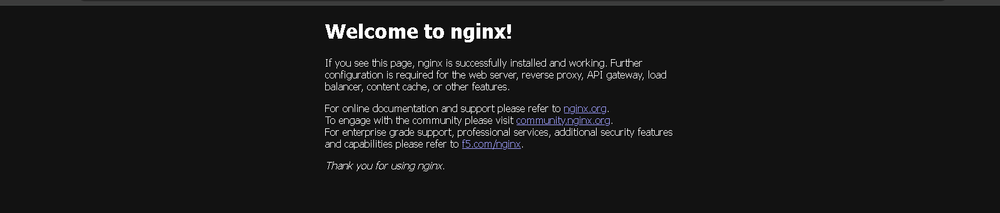 Welcome to nginx!
If you see this page, nginx is successfully installed and working. Further
configuration is required for the web server, reverse proxy, API gateway, load
balancer, content cache, or other features.
For online documentation and support please refer to nginx.org.
To engage with the community please visit community.nginx.org.
For enterprise grade support, professional services, additional security features
and capabilities please refer to f5.com/nginx.
Thank you for using nginx.